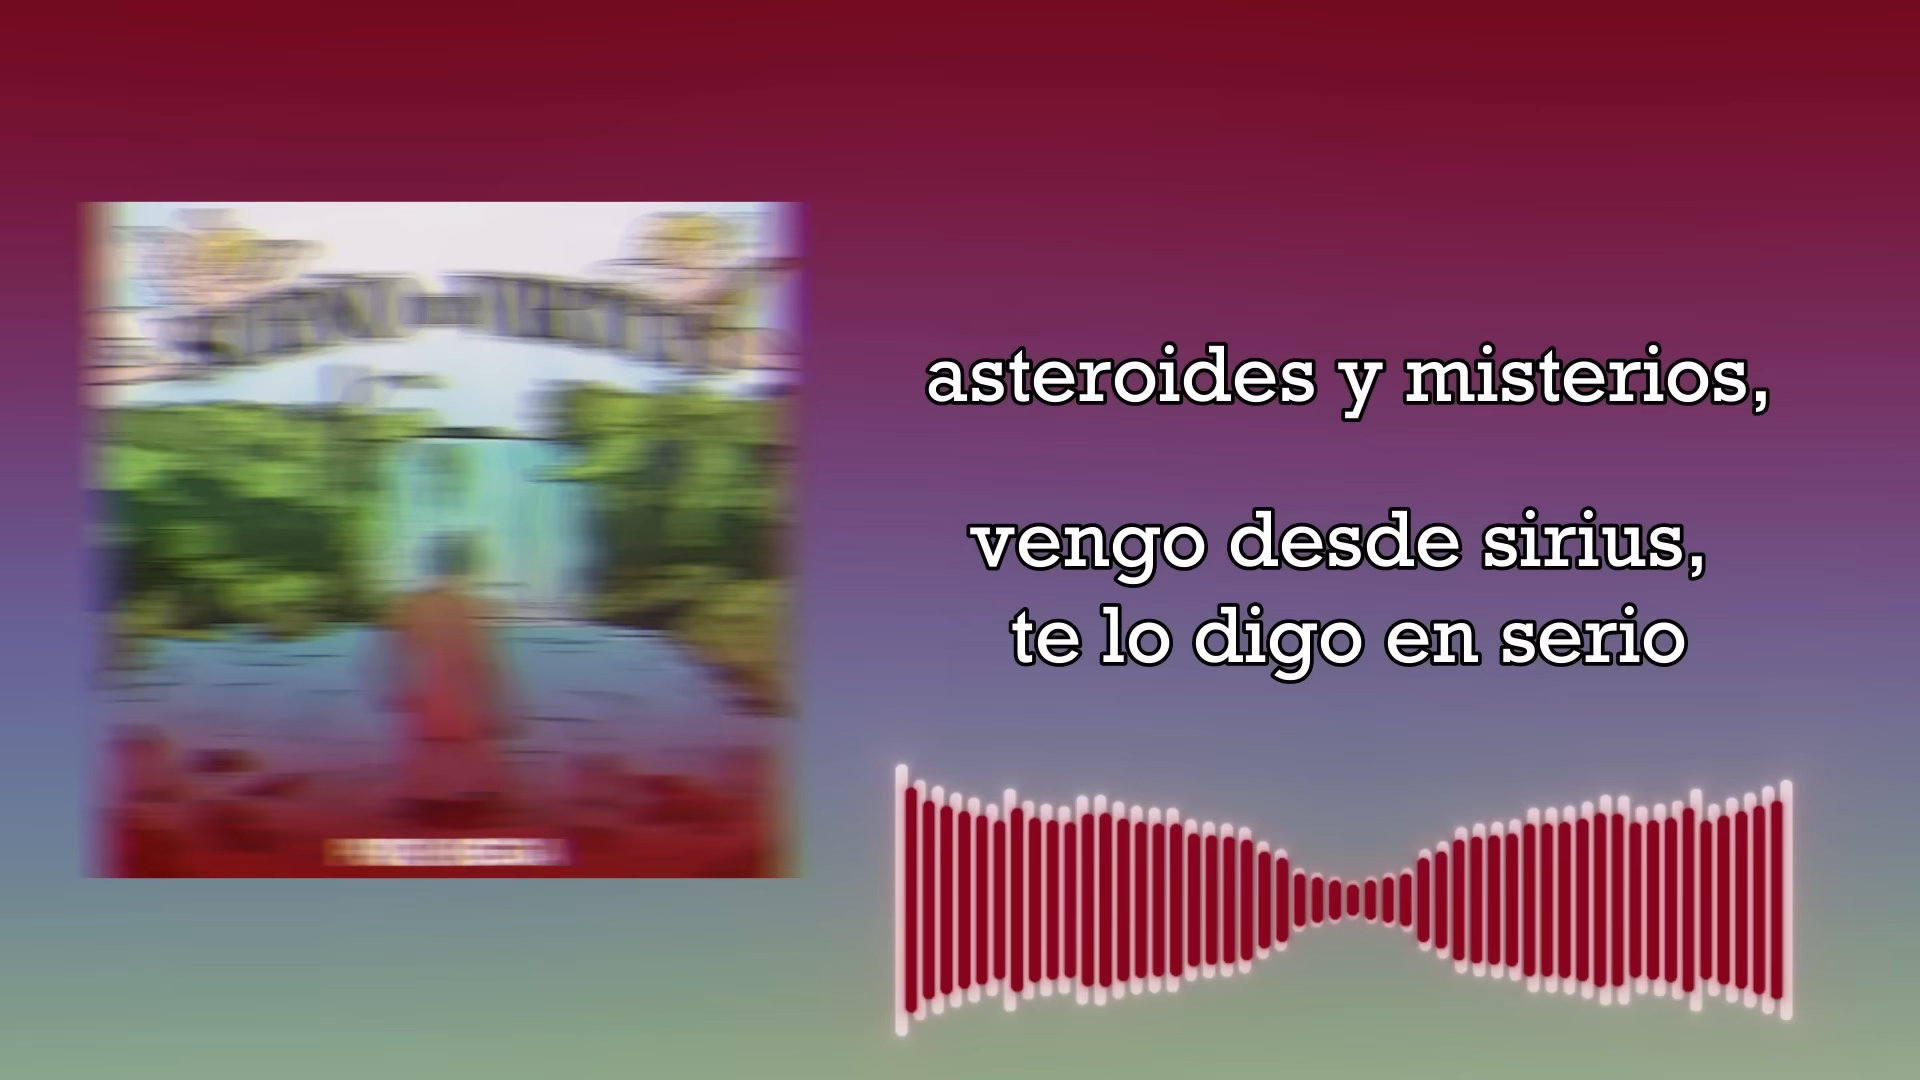 asteroides y misterios,
vengo desde sirius,
te lo digo en serio